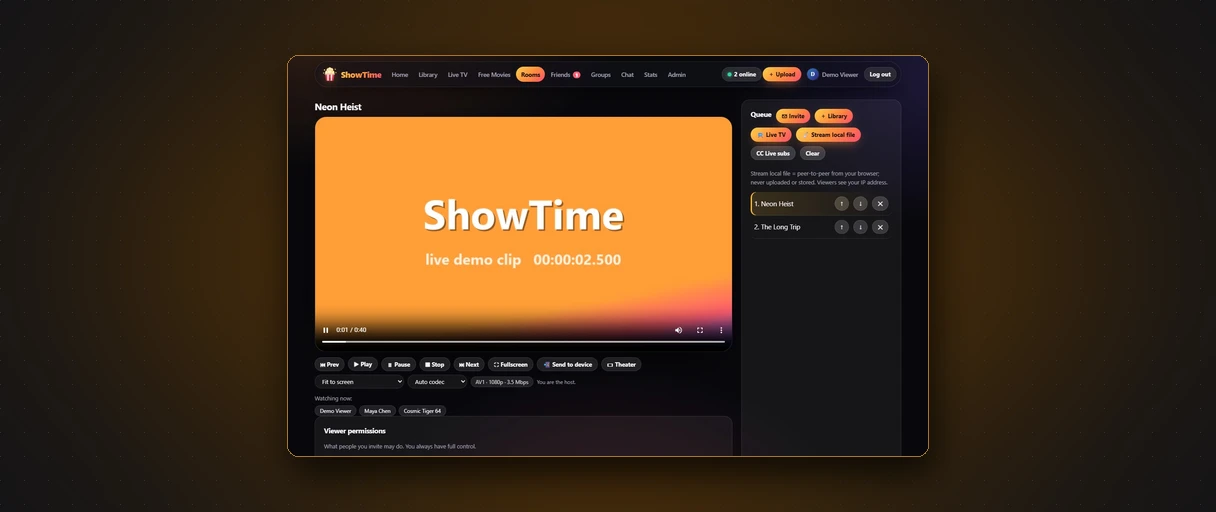 ShowTime Home Library Live TV Free Movies Rooms Friends 1 Groups Chat Stats Admin 2 online + Upload D Demo Viewer Log out
Neon Heist
ShowTime
live demo clip 00:00:02.500
0:01 / 0:40
Prev Play Pause Stop Next Fullscreen Send to device Theater
Fit to screen Auto codec AV1 · 1080p · 3.5 Mbps You are the host.
Watching now:
Demo Viewer Maya Chen Cosmic Tiger 64
Viewer permissions
What people you invite may do. You always have full control.
Queue Invite + Library
Live TV Stream local file
CC Live subs Clear
Stream local file = peer-to-peer from your browser;
never uploaded or stored. Viewers see your IP address.
1. Neon Heist ↑ ↓ ✕
2. The Long Trip ↑ ↓ ✕